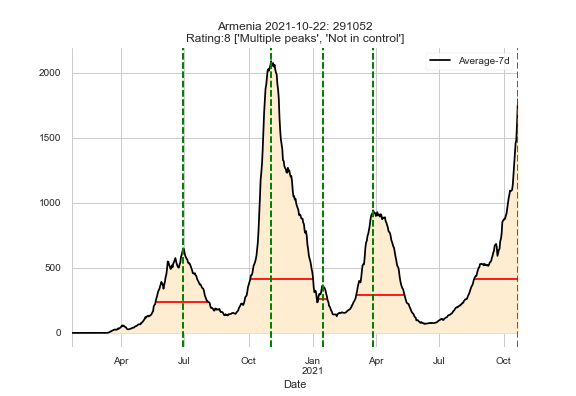 Armenia 2021-10-22: 291052
Rating:8 ['Multiple peaks', 'Not in control']
Average-7d
2000
1500
1000
500
0
Apr Jul Oct Jan Apr Jul Oct
2021
Date